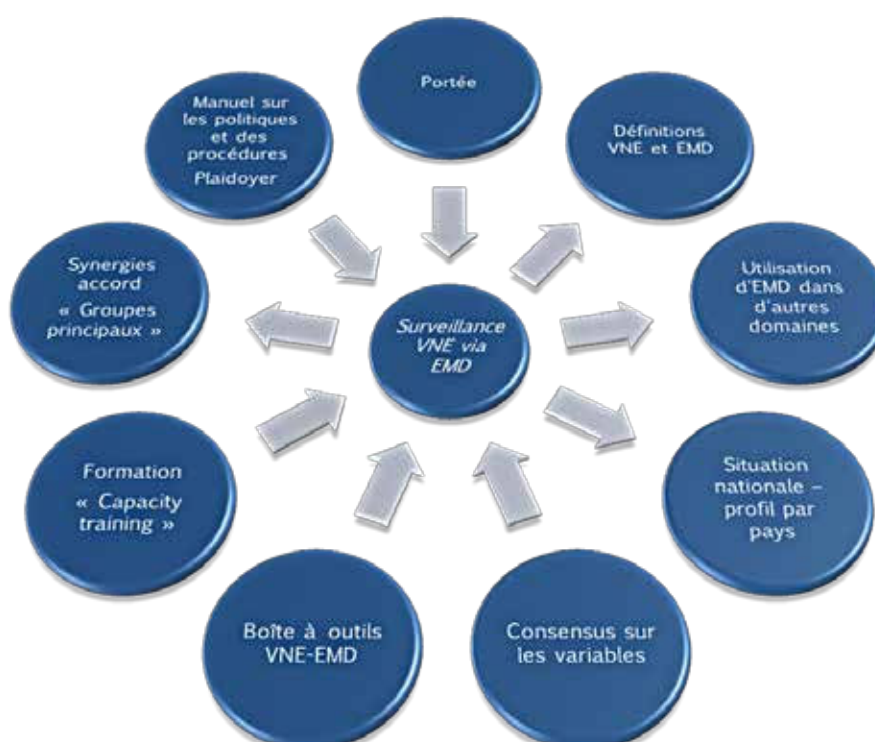 Portée
Définitions
VNE et EMD
Utilisation
d'EMD dans
d'autres
domaines
Situation
nationale –
profil par
pays
Consensus sur
les variables
Boîte à outils
VNE-EMD
Formation
« Capacity
training »
Synergies
accord
« Groupes
principaux »
Manuel sur
les politiques
et des
procédures
Plaidoyer
Surveillance
VNE via
EMD